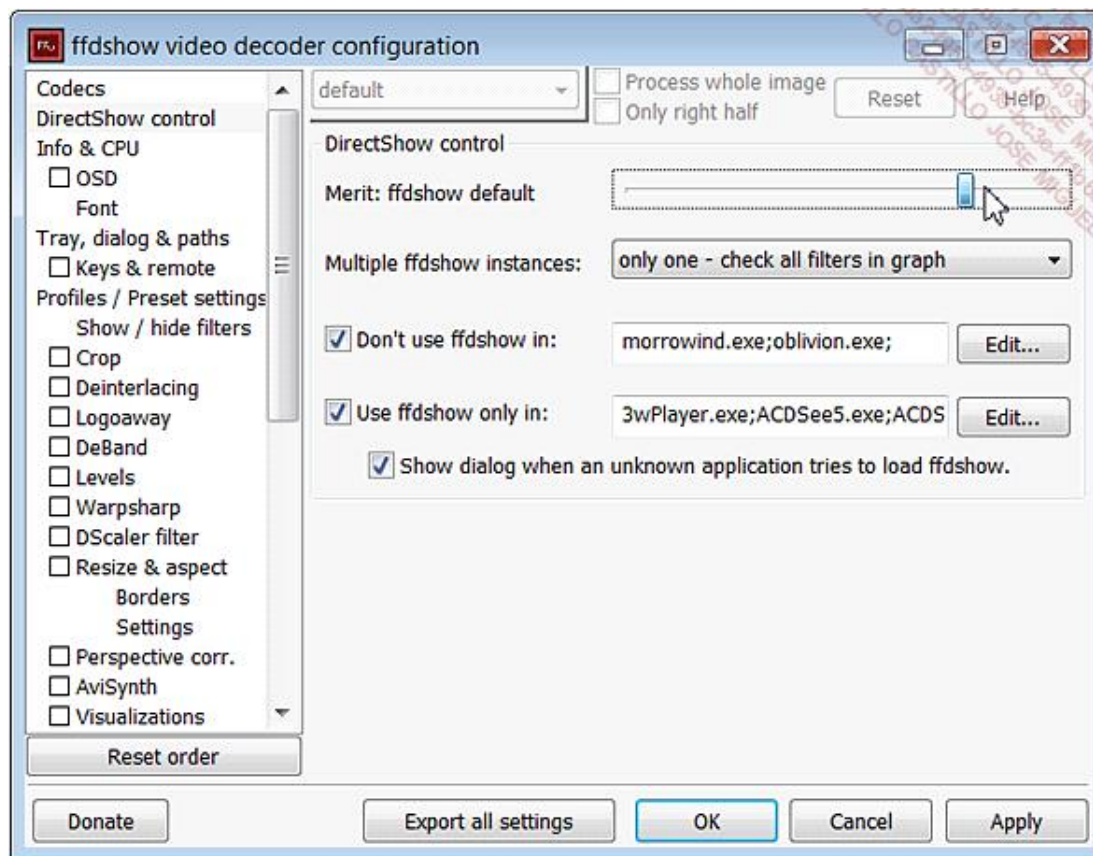 ffdshow video decoder configuration
Codecs
DirectShow control
Info & CPU
OSD
Font
Tray, dialog & paths
Keys & remote
Profiles / Preset settings
Show / hide filters
Crop
Deinterlacing
Logoaway
DeBand
Levels
Warpsharp
DScaler filter
Resize & aspect
Borders
Settings
Perspective corr.
AviSynth
Visualizations
Reset order
default
Process whole image
Only right half
Reset
Help
DirectShow control
Merit: ffdshow default
Multiple ffdshow instances:
only one - check all filters in graph
Don't use ffdshow in:
morrowind.exe;oblivion.exe;
Edit...
Use ffdshow only in:
3wPlayer.exe;ACDSee5.exe;ACDS
Edit...
Show dialog when an unknown application tries to load ffdshow.
Donate
Export all settings
OK
Cancel
Apply